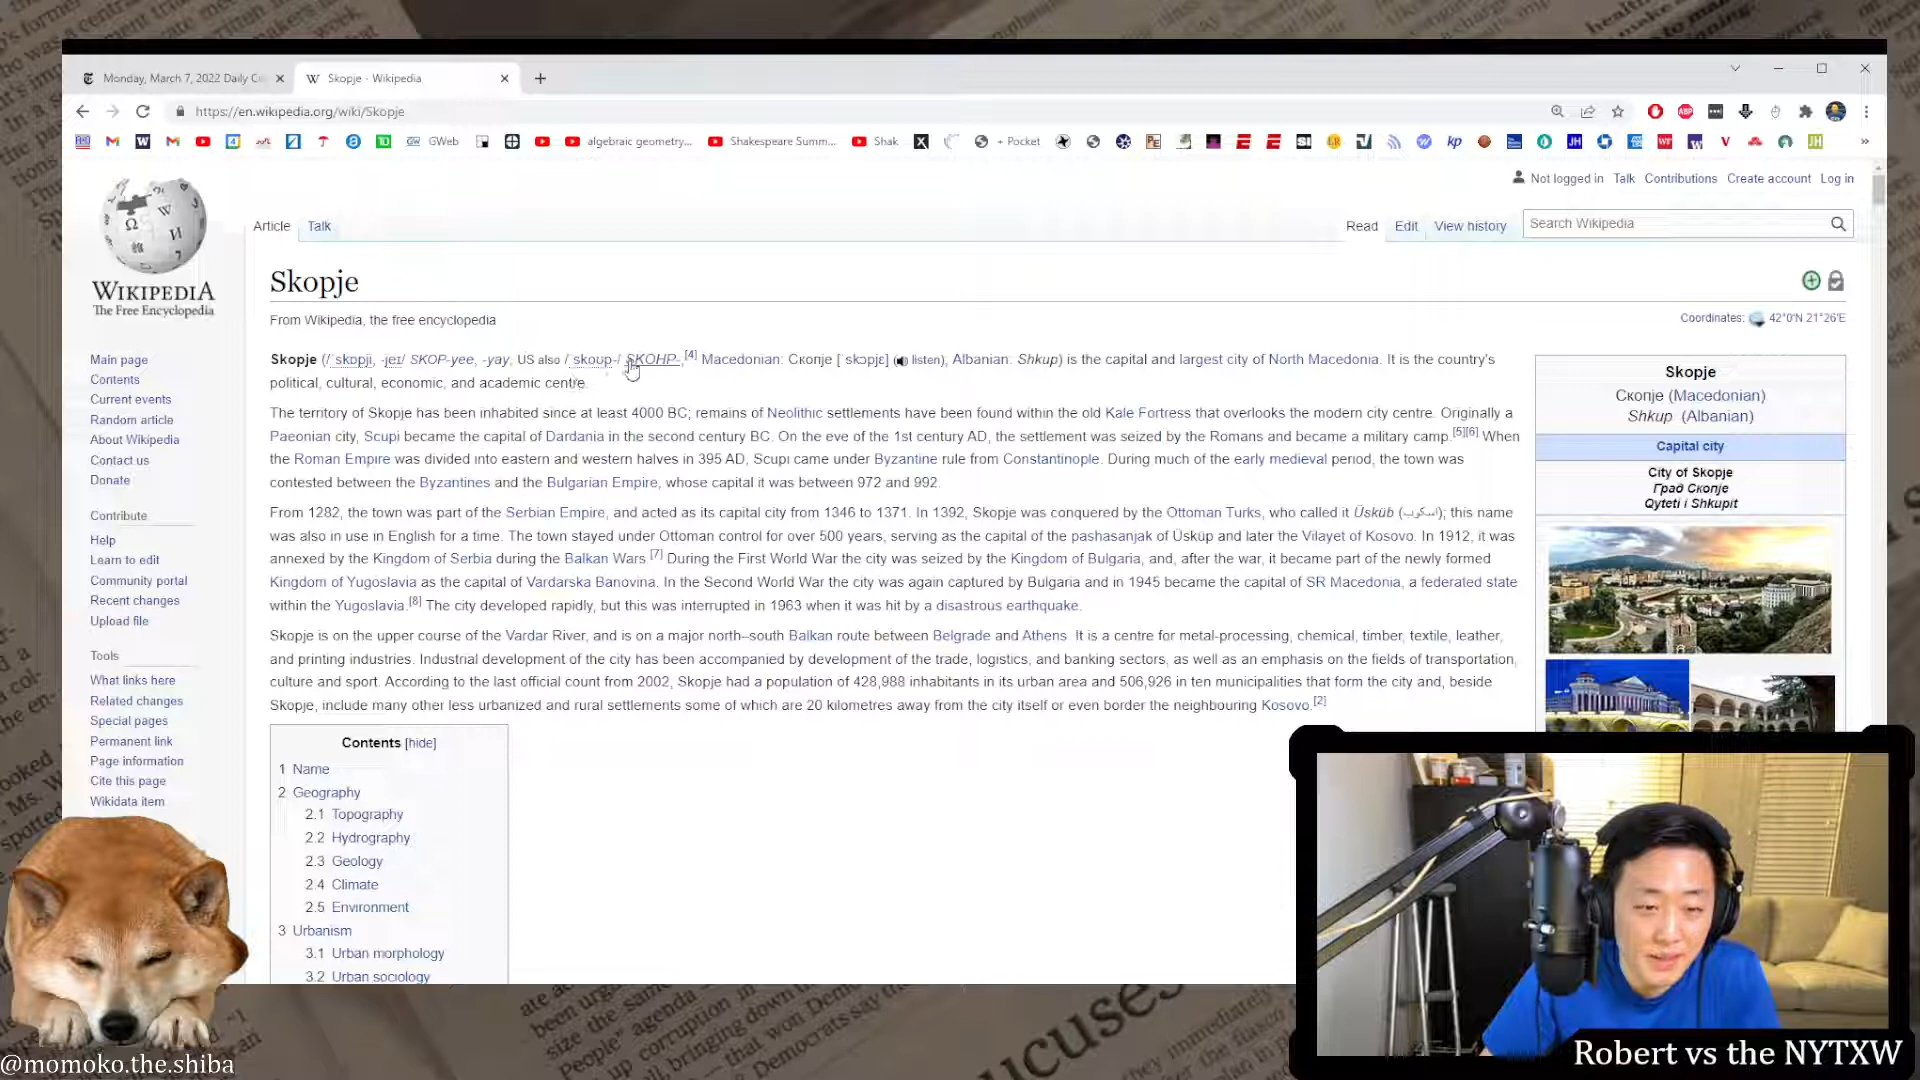 Monday, March 7, 2022 Daily Cr
Skopje - Wikipedia
https://en.wikipedia.org/wiki/Skopje
GWeb
algebraic geometry...
Shakespeare Summ...
Shak
+ Pocket
Not logged in Talk Contributions Create account Log in
Article Talk
Read Edit View history
Search Wikipedia
WIKIPEDIA
The Free Encyclopedia
Skopje
From Wikipedia, the free encyclopedia
Coordinates: 42°0′N 21°26′E
Skopje (/ˈskɒpji, -jeɪ/ SKOP-yee, -yay, US also /ˈskoʊp-/ SKOHP-,[4] Macedonian: Скопје [ˈskɔpjɛ] (listen), Albanian: Shkup) is the capital and largest city of North Macedonia. It is the country's
political, cultural, economic, and academic centre.
The territory of Skopje has been inhabited since at least 4000 BC; remains of Neolithic settlements have been found within the old Kale Fortress that overlooks the modern city centre. Originally a
Paeonian city, Scupi became the capital of Dardania in the second century BC. On the eve of the 1st century AD, the settlement was seized by the Romans and became a military camp.[5][6] When
the Roman Empire was divided into eastern and western halves in 395 AD, Scupi came under Byzantine rule from Constantinople. During much of the early medieval period, the town was
contested between the Byzantines and the Bulgarian Empire, whose capital it was between 972 and 992.
From 1282, the town was part of the Serbian Empire, and acted as its capital city from 1346 to 1371. In 1392, Skopje was conquered by the Ottoman Turks, who called it Üsküb (اسكوب); this name
was also in use in English for a time. The town stayed under Ottoman control for over 500 years, serving as the capital of the pashasanjak of Üsküp and later the Vilayet of Kosovo. In 1912, it was
annexed by the Kingdom of Serbia during the Balkan Wars.[7] During the First World War the city was seized by the Kingdom of Bulgaria, and, after the war, it became part of the newly formed
Kingdom of Yugoslavia as the capital of Vardarska Banovina. In the Second World War the city was again captured by Bulgaria and in 1945 became the capital of SR Macedonia, a federated state
within the Yugoslavia.[8] The city developed rapidly, but this was interrupted in 1963 when it was hit by a disastrous earthquake.
Skopje is on the upper course of the Vardar River, and is on a major north–south Balkan route between Belgrade and Athens. It is a centre for metal-processing, chemical, timber, textile, leather,
and printing industries. Industrial development of the city has been accompanied by development of the trade, logistics, and banking sectors, as well as an emphasis on the fields of transportation,
culture and sport. According to the last official count from 2002, Skopje had a population of 428,988 inhabitants in its urban area and 506,926 in ten municipalities that form the city and, beside
Skopje, include many other less urbanized and rural settlements some of which are 20 kilometres away from the city itself or even border the neighbouring Kosovo.[2]
Main page
Contents
Current events
Random article
About Wikipedia
Contact us
Donate
Contribute
Help
Learn to edit
Community portal
Recent changes
Upload file
Tools
What links here
Related changes
Special pages
Permanent link
Page information
Cite this page
Wikidata item
Contents [hide]
1 Name
2 Geography
2.1 Topography
2.2 Hydrography
2.3 Geology
2.4 Climate
2.5 Environment
3 Urbanism
3.1 Urban morphology
3.2 Urban sociology
Skopje
Скопје (Macedonian)
Shkup (Albanian)
Capital city
City of Skopje
Град Скопје
Qyteti i Shkupit
@momoko.the.shiba
Robert vs the NYTXW